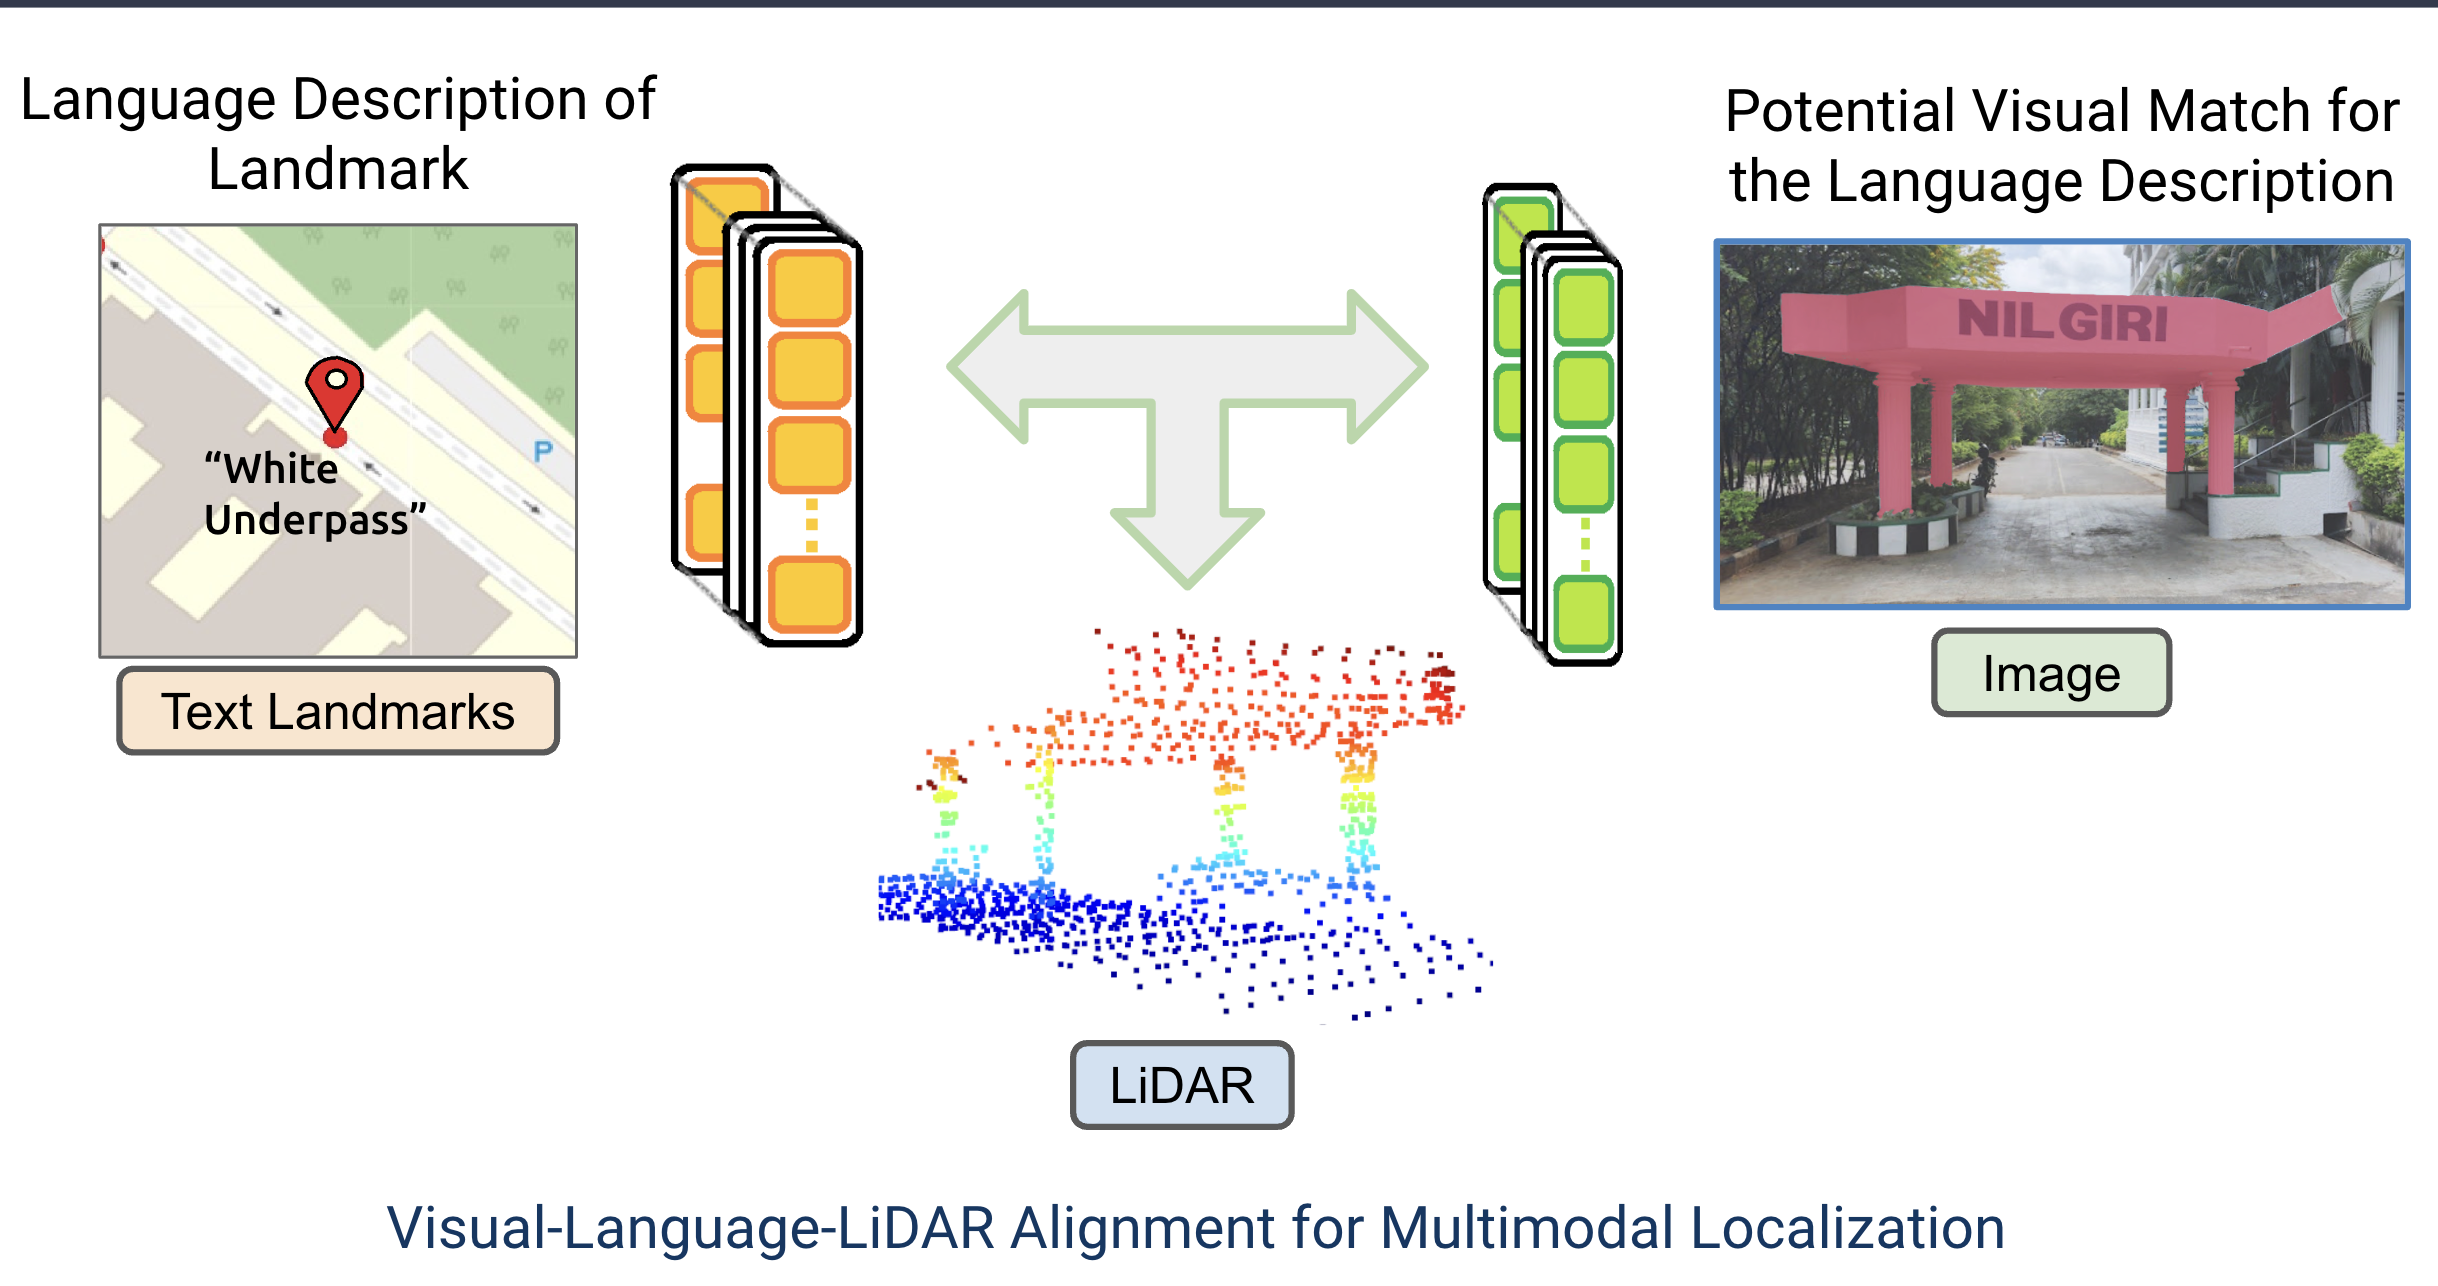 Language Description of
Landmark
“White
Underpass”
P
Text Landmarks
Potential Visual Match for
the Language Description
NILGIRI
Image
LiDAR
Visual-Language-LiDAR Alignment for Multimodal Localization